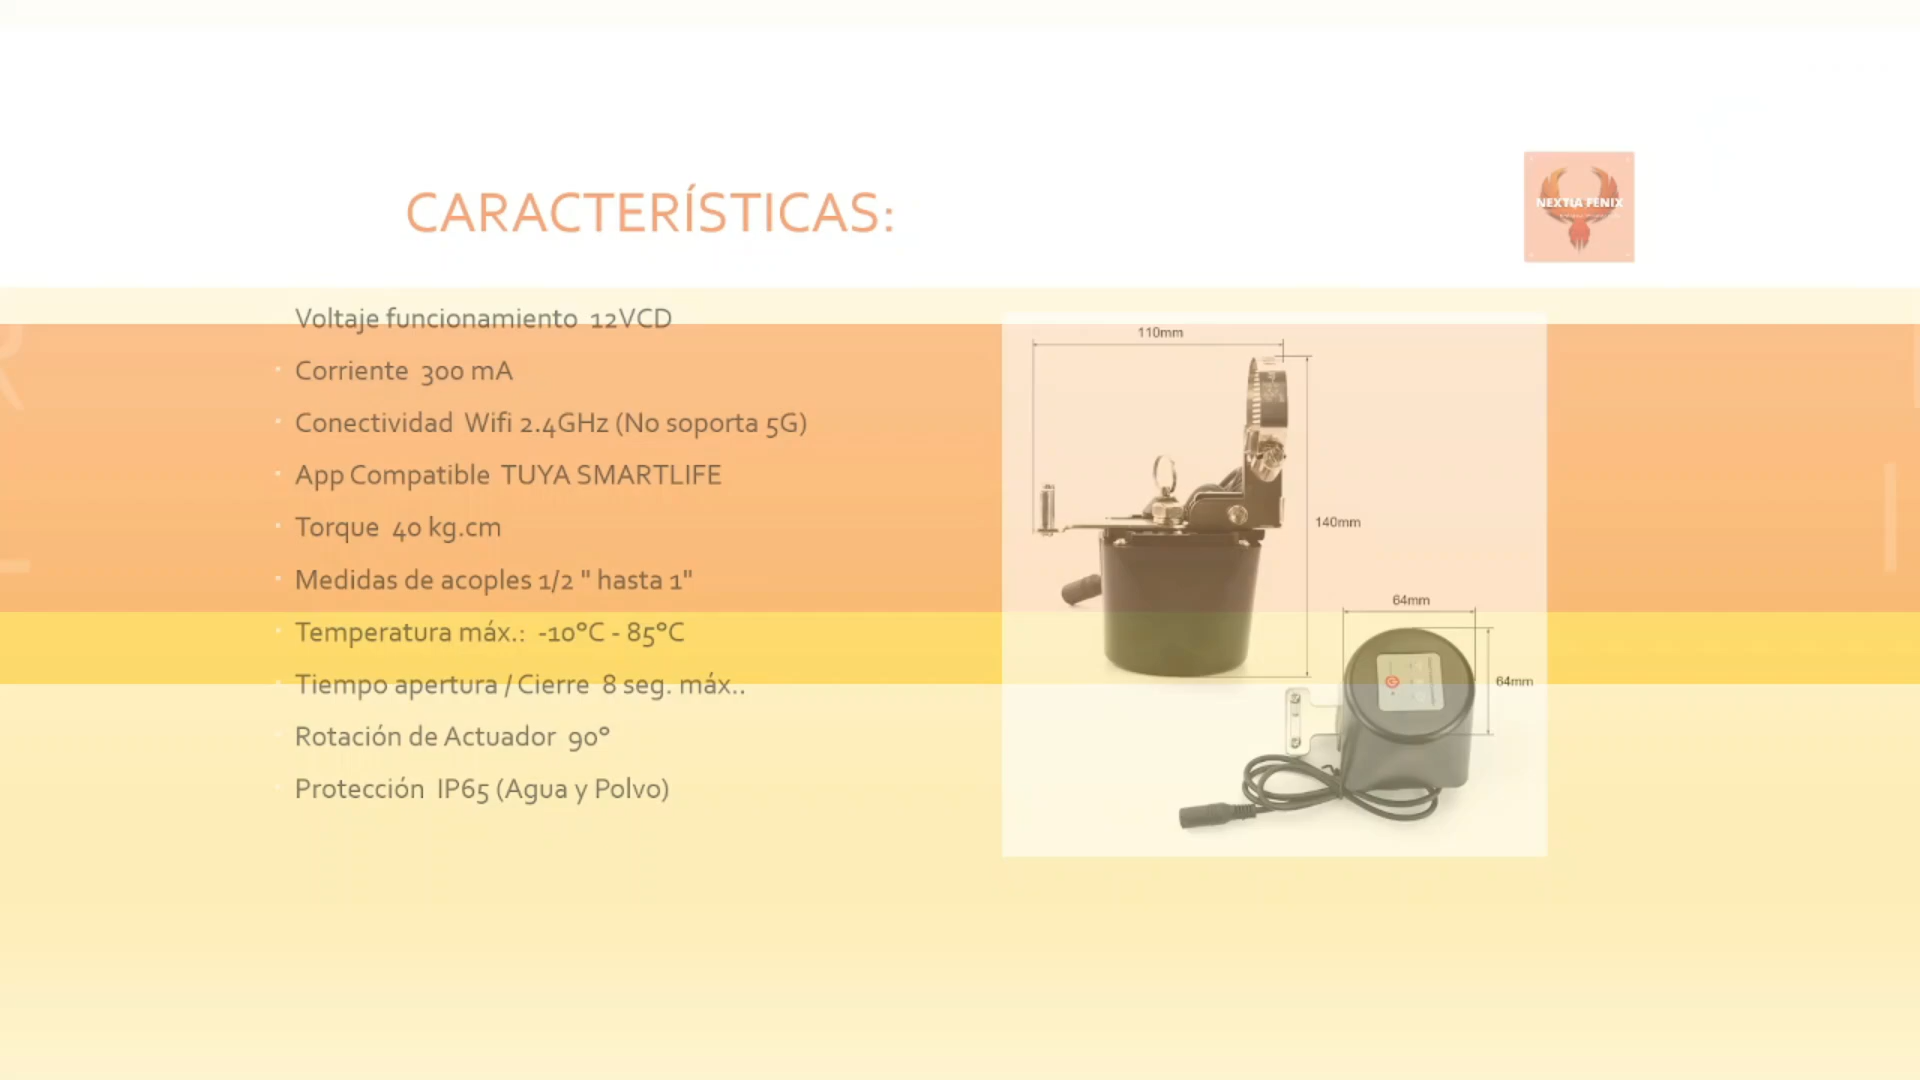 CARACTERÍSTICAS:
NEXTIA FENIX
Voltaje funcionamiento 12VCD
Corriente 300 mA
Conectividad Wifi 2.4GHz (No soporta 5G)
App Compatible TUYA SMARTLIFE
Torque 40 kg.cm
Medidas de acoples 1/2 " hasta 1"
Temperatura máx.: -10°C - 85°C
Tiempo apertura / Cierre 8 seg. máx..
Rotación de Actuador 90°
Protección IP65 (Agua y Polvo)
110mm
140mm
64mm
64mm